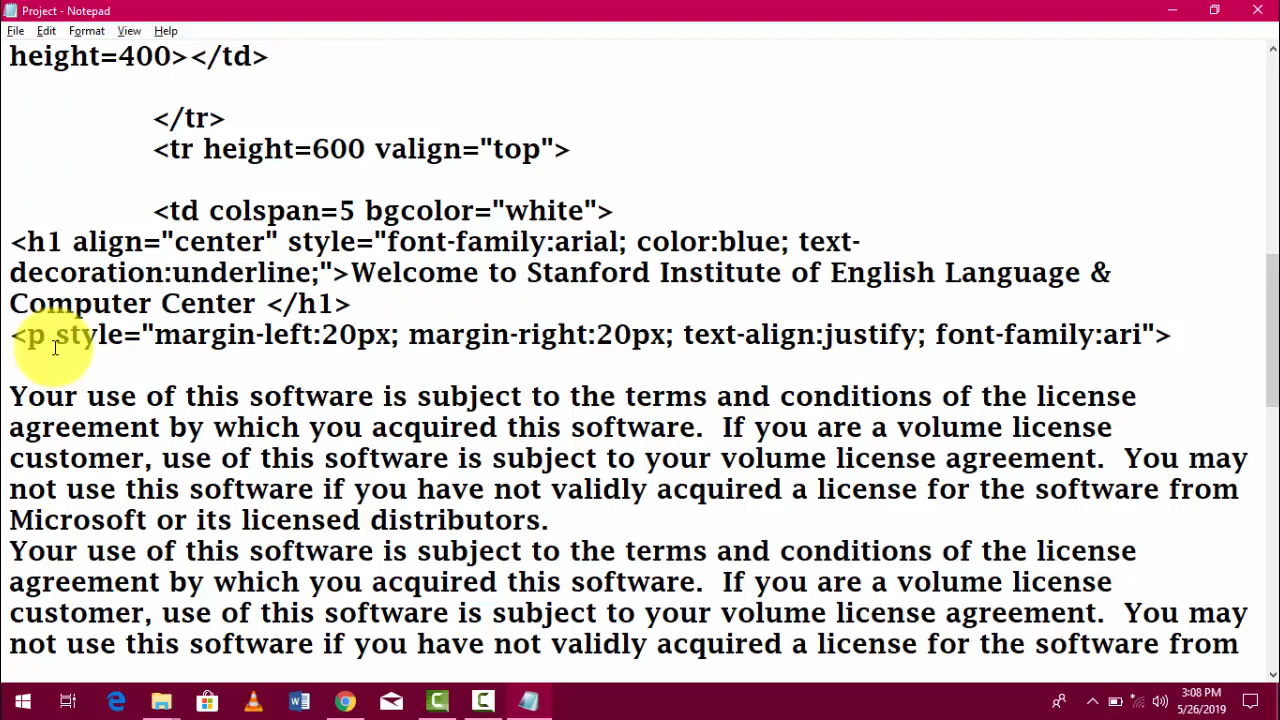 Project - Notepad
File Edit Format View Help
height=400></td>
</tr>
<tr height=600 valign="top">
<td colspan=5 bgcolor="white">
<h1 align="center" style="font-family:arial; color:blue; text-
decoration:underline;">Welcome to Stanford Institute of English Language &
Computer Center </h1>
<p style="margin-left:20px; margin-right:20px; text-align:justify; font-family:ari">
Your use of this software is subject to the terms and conditions of the license
agreement by which you acquired this software.  If you are a volume license
customer, use of this software is subject to your volume license agreement.  You may
not use this software if you have not validly acquired a license for the software from
Microsoft or its licensed distributors.
Your use of this software is subject to the terms and conditions of the license
agreement by which you acquired this software.  If you are a volume license
customer, use of this software is subject to your volume license agreement.  You may
not use this software if you have not validly acquired a license for the software from
3:08 PM
5/26/2019